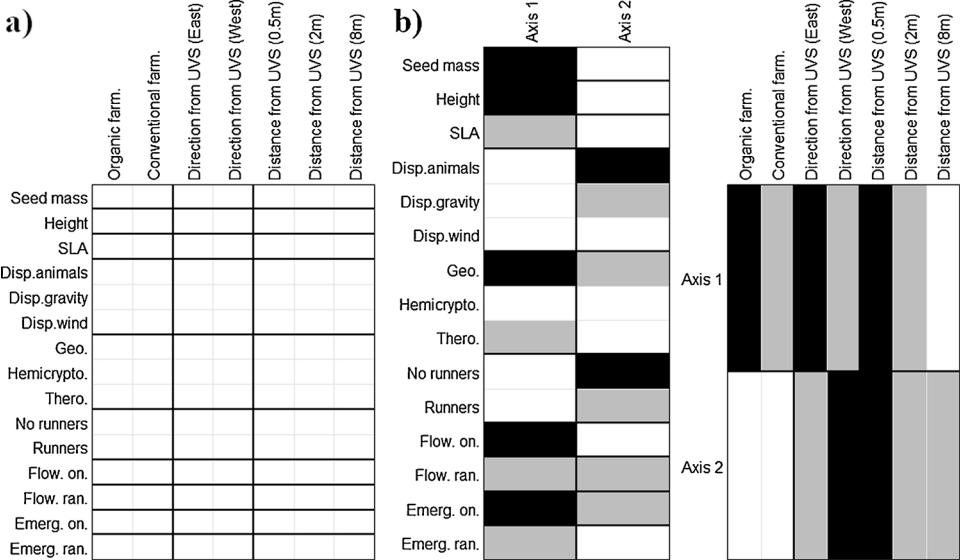 a)
Organic farm.
Conventional farm.
Direction from UVS (East)
Direction from UVS (West)
Distance from UVS (0.5m)
Distance from UVS (2m)
Distance from UVS (8m)
Seed mass
Height
SLA
Disp.animals
Disp.gravity
Disp.wind
Geo.
Hemicrypto.
Thero.
No runners
Runners
Flow. on.
Flow. ran.
Emerg. on.
Emerg. ran.
b)
Axis 1
Axis 2
Seed mass
Height
SLA
Disp.animals
Disp.gravity
Disp.wind
Geo.
Hemicrypto.
Thero.
No runners
Runners
Flow. on.
Flow. ran.
Emerg. on.
Emerg. ran.
Organic farm.
Conventional farm.
Direction from UVS (East)
Direction from UVS (West)
Distance from UVS (0.5m)
Distance from UVS (2m)
Distance from UVS (8m)
Axis 1
Axis 2